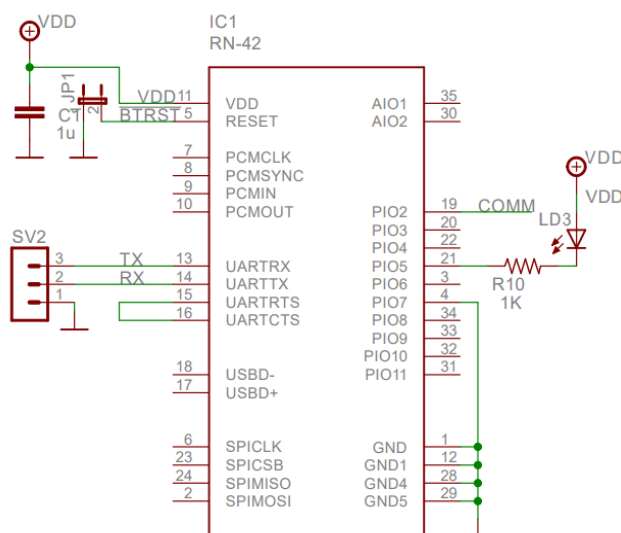 VDD
IC1
RN-42
JP1
C1
1u
2
VDD 11 VDD
BTRST 5 RESET
7 PCMCLK
8 PCMSYNC
9 PCMIN
10 PCMOUT
SV2
3 TX 13 UARTRX
2 RX 14 UARTTX
1 15 UARTRTS
16 UARTCTS
18 USBD-
17 USBD+
6 SPICLK
23 SPICSB
24 SPIMISO
2 SPIMOSI
AIO1 35
AIO2 30
PIO2 19 COMM
PIO3 20
PIO4 22
PIO5 21
PIO6 3
PIO7 4
PIO8 34
PIO9 33
PIO10 32
PIO11 31
GND 1
GND1 12
GND4 28
GND5 29
VDD
VDD
LD3
R10
1K